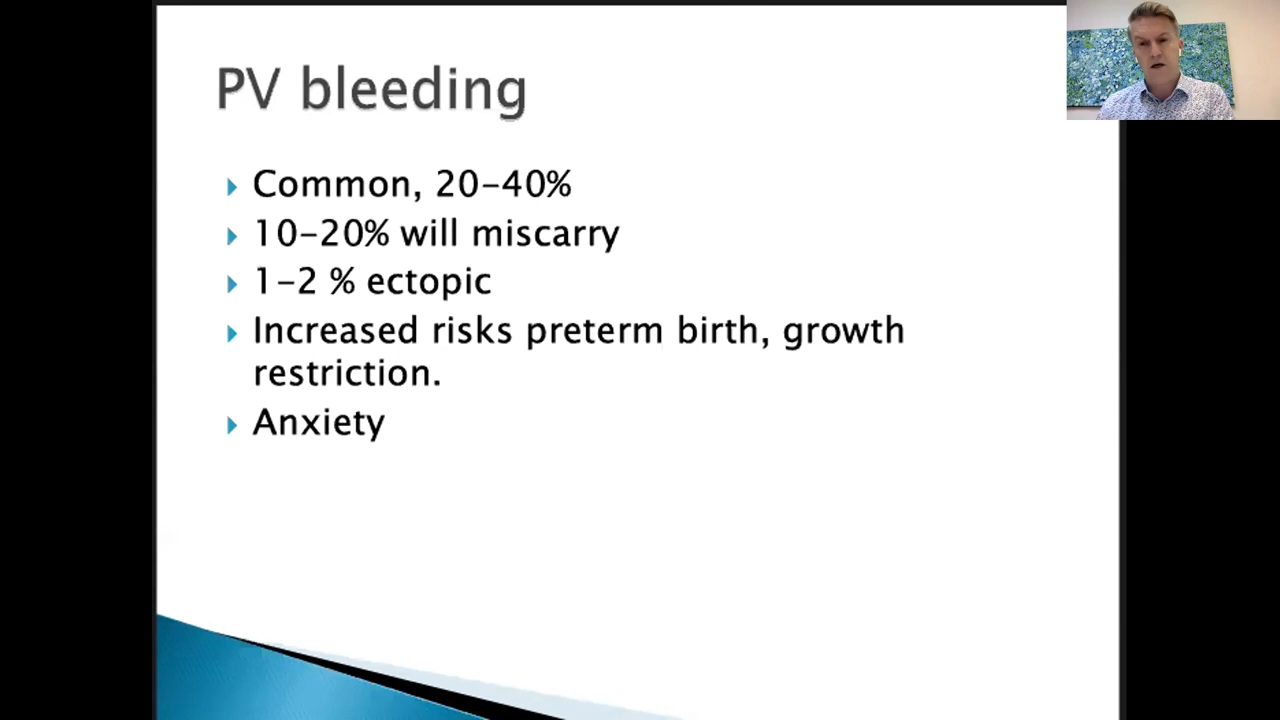 PV bleeding
Common, 20-40%
10-20% will miscarry
1-2 % ectopic
Increased risks preterm birth, growth
restriction.
Anxiety